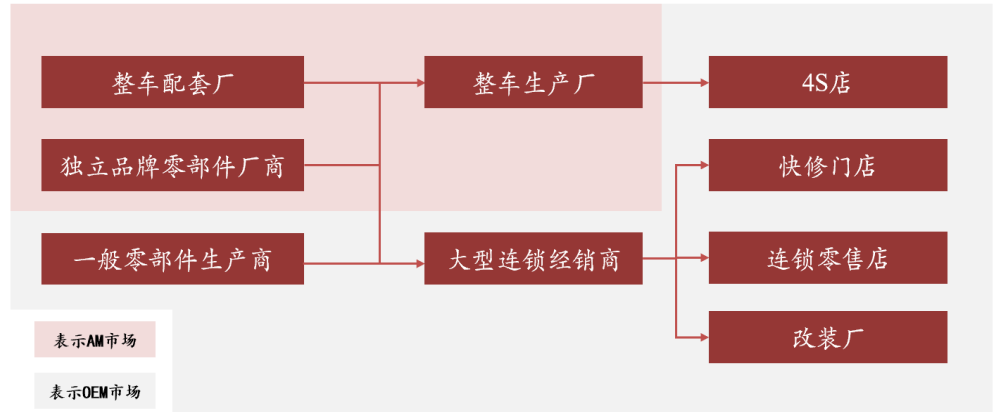 整车配套厂
整车生产厂
4S店
独立品牌零部件厂商
快修门店
一般零部件生产商
大型连锁经销商
连锁零售店
改装厂
表示AM市场
表示OEM市场